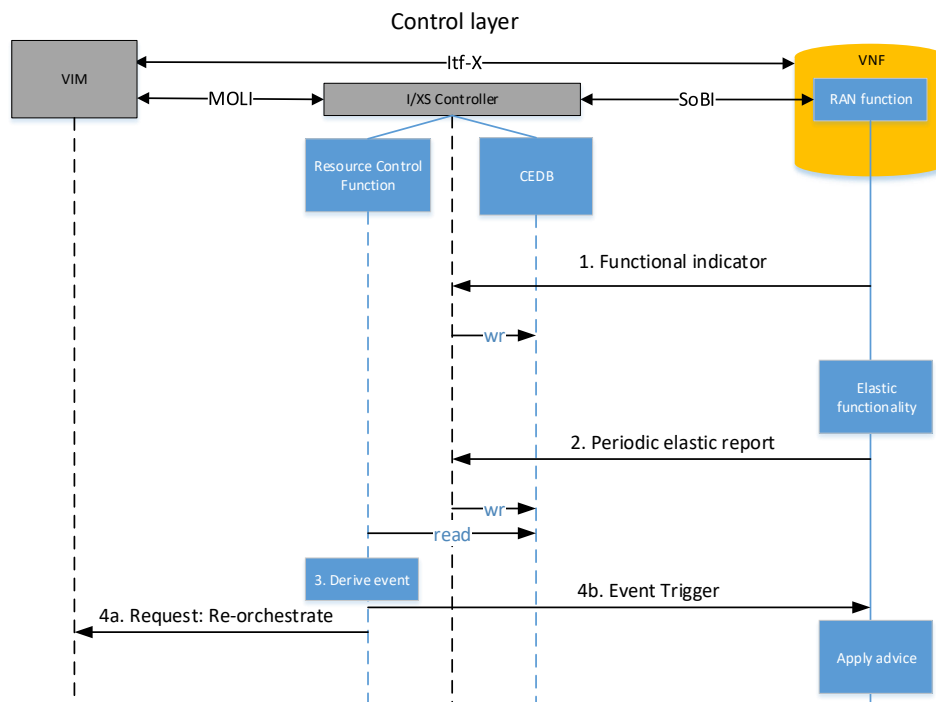 Control layer
VIM
Itf-X
VNF
MOLI
I/XS Controller
SoBI
RAN function
Resource Control
Function
CEDB
1. Functional indicator
wr
Elastic
functionality
2. Periodic elastic report
wr
read
3. Derive event
4b. Event Trigger
4a. Request: Re-orchestrate
Apply advice